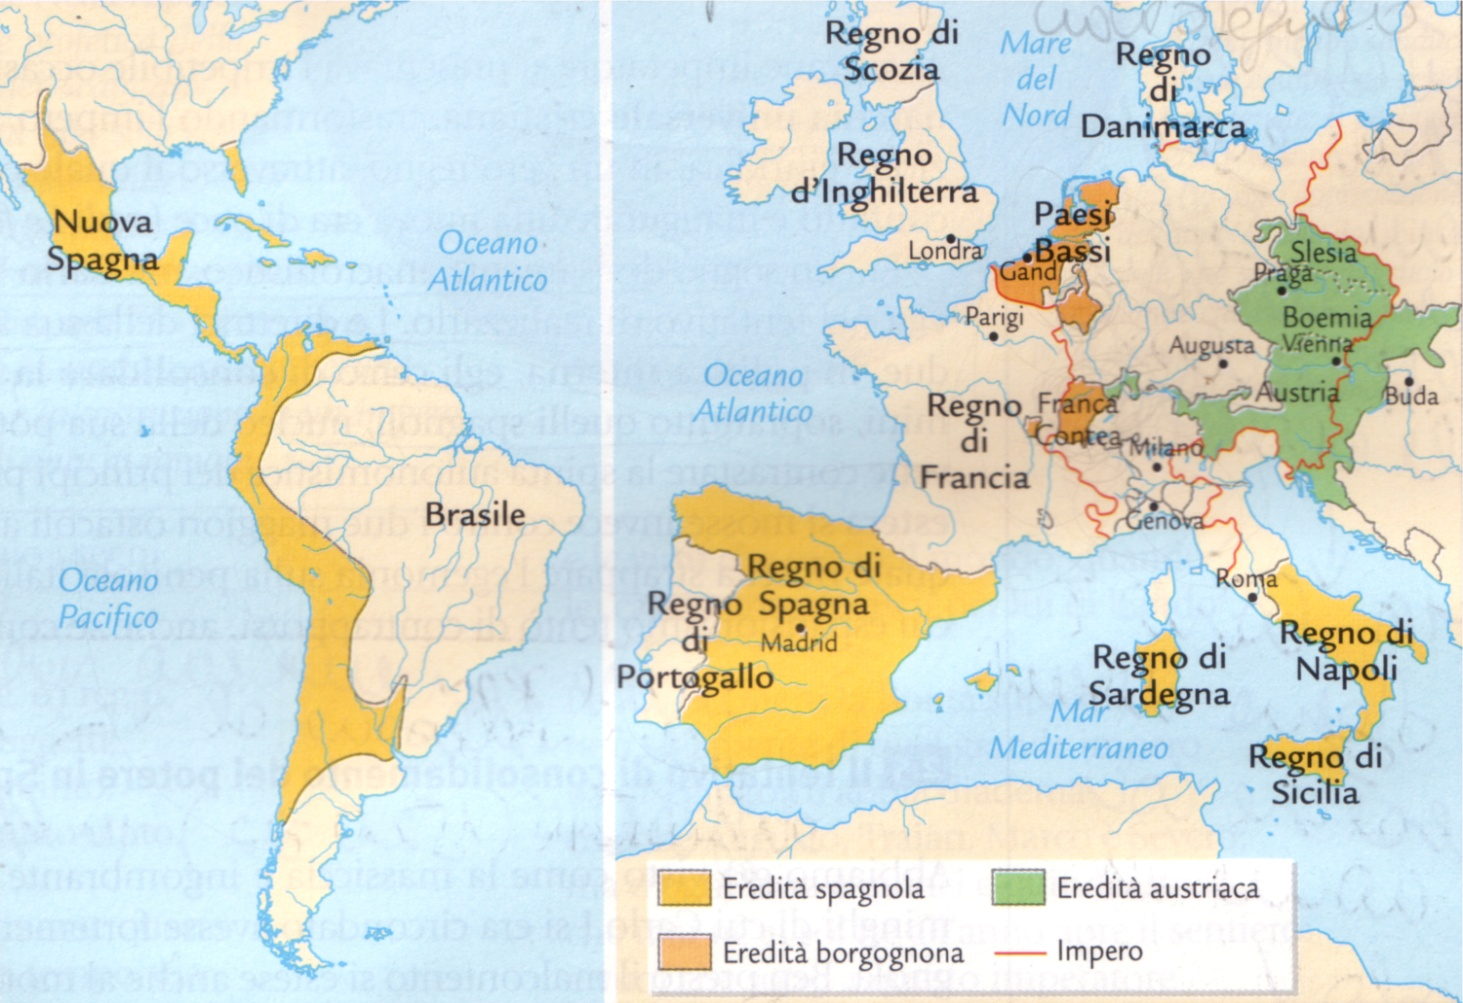 Nuova
Spagna
Oceano
Atlantico
Brasile
Oceano
Pacifico
Regno di
Scozia
Mare
del
Nord
Regno
di
Danimarca
Regno
d'Inghilterra
Londra
Paesi
Bassi
Gand
Parigi
Slesia
Praga
Boemia
Vienna
Augusta
Austria
Buda
Oceano
Atlantico
Regno
di
Francia
Franca
Contea
Milano
Genova
Roma
Regno di
Spagna
Madrid
Regno
di
Portogallo
Regno di
Sardegna
Regno di
Napoli
Mar
Mediterraneo
Regno di
Sicilia
Eredità spagnola
Eredità austriaca
Eredità borgognona
Impero